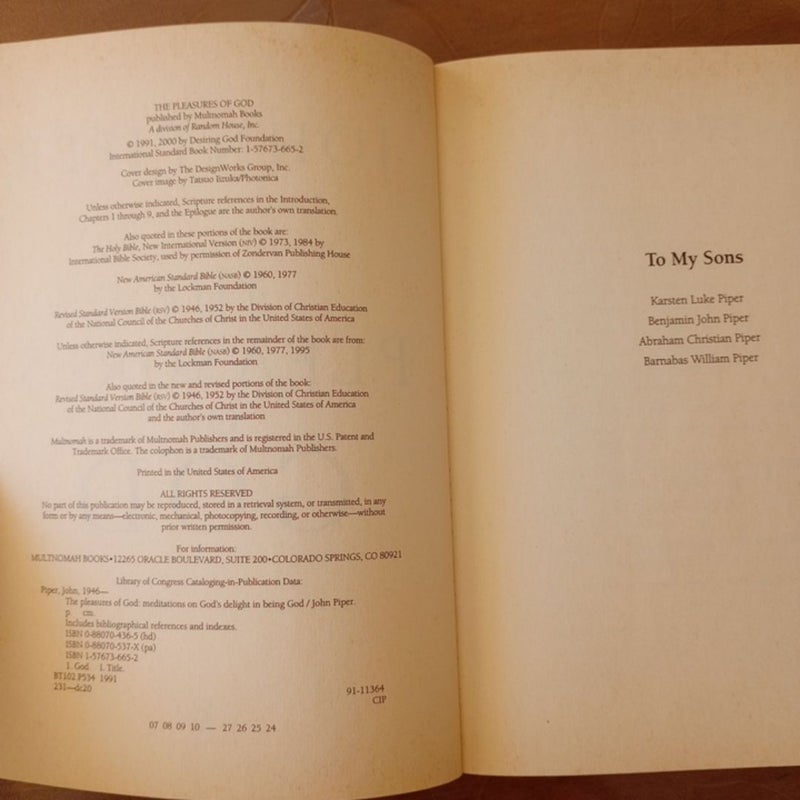 THE PLEASURES OF GOD
published by Multnomah Books
A division of Random House, Inc.
© 1991, 2000 by Desiring God Foundation
International Standard Book Number: 1-57673-665-2
Cover design by The DesignWorks Group, Inc.
Cover image by Tatsuo Iizuka/Photonica
Unless otherwise indicated, Scripture references in the Introduction,
Chapters 1 through 9, and the Epilogue are the author's own translation.
Also quoted in these portions of the book are:
The Holy Bible, New International Version (NIV) © 1973, 1984 by
International Bible Society, used by permission of Zondervan Publishing House
New American Standard Bible (NASB) © 1960, 1977
by the Lockman Foundation
Revised Standard Version Bible (RSV) © 1946, 1952 by the Division of Christian Education
of the National Council of the Churches of Christ in the United States of America
Unless otherwise indicated, Scripture references in the remainder of the book are from:
New American Standard Bible (NASB) © 1960, 1977, 1995
by the Lockman Foundation
Also quoted in the new and revised portions of the book:
Revised Standard Version Bible (RSV) © 1946, 1952 by the Division of Christian Education
of the National Council of the Churches of Christ in the United States of America
and the author's own translation
Multnomah is a trademark of Multnomah Publishers and is registered in the U.S. Patent and
Trademark Office. The colophon is a trademark of Multnomah Publishers.
Printed in the United States of America
ALL RIGHTS RESERVED
No part of this publication may be reproduced, stored in a retrieval system, or transmitted, in any
form or by any means—electronic, mechanical, photocopying, recording, or otherwise—without
prior written permission.
For information:
MULTNOMAH BOOKS•12265 ORACLE BOULEVARD, SUITE 200•COLORADO SPRINGS, CO 80921
Library of Congress Cataloging-in-Publication Data:
Piper, John, 1946—
The pleasures of God: meditations on God's delight in being God / John Piper.
p. cm.
Includes bibliographical references and indexes.
ISBN 0-88070-436-5 (hd)
ISBN 0-88070-537-X (pa)
ISBN 1-57673-665-2
1. God. I. Title.
BT102 P534 1991
231—dc20
91-11364
CIP
07 08 09 10 — 27 26 25 24
To My Sons
Karsten Luke Piper
Benjamin John Piper
Abraham Christian Piper
Barnabas William Piper